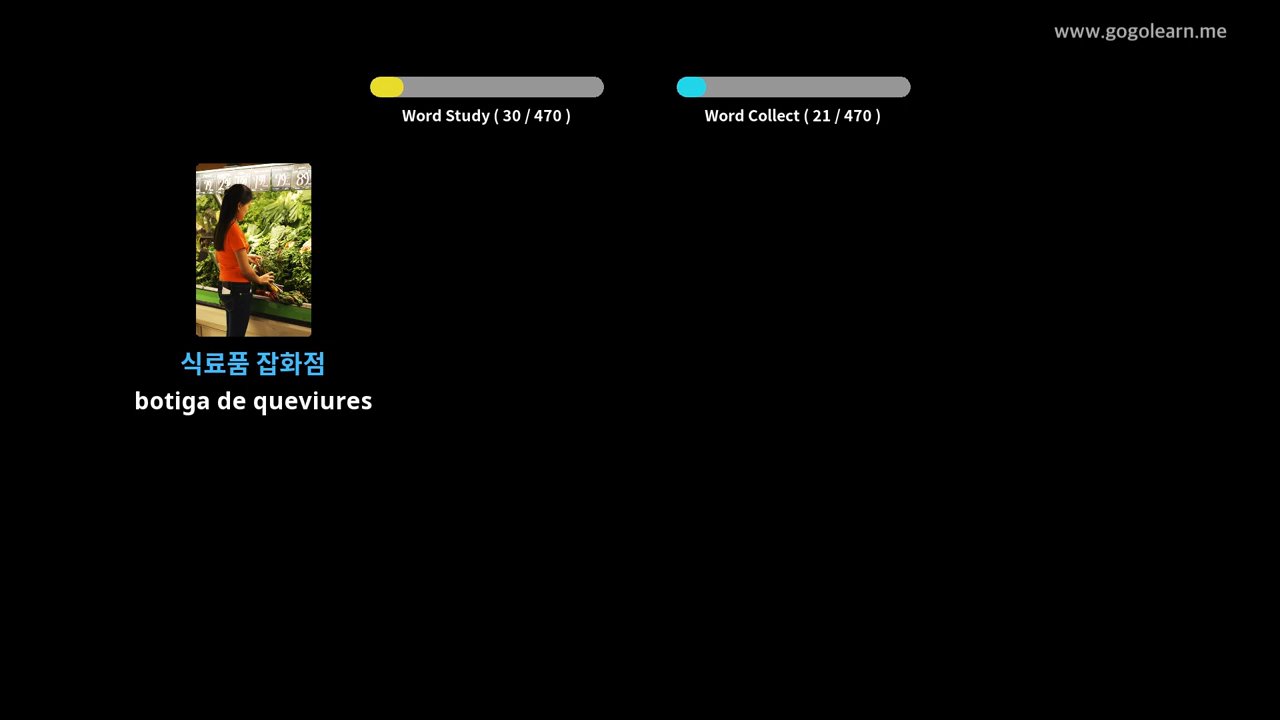 www.gogolearn.me
Word Study ( 30 / 470 )
Word Collect ( 21 / 470 )
식료품 잡화점
botiga de queviures